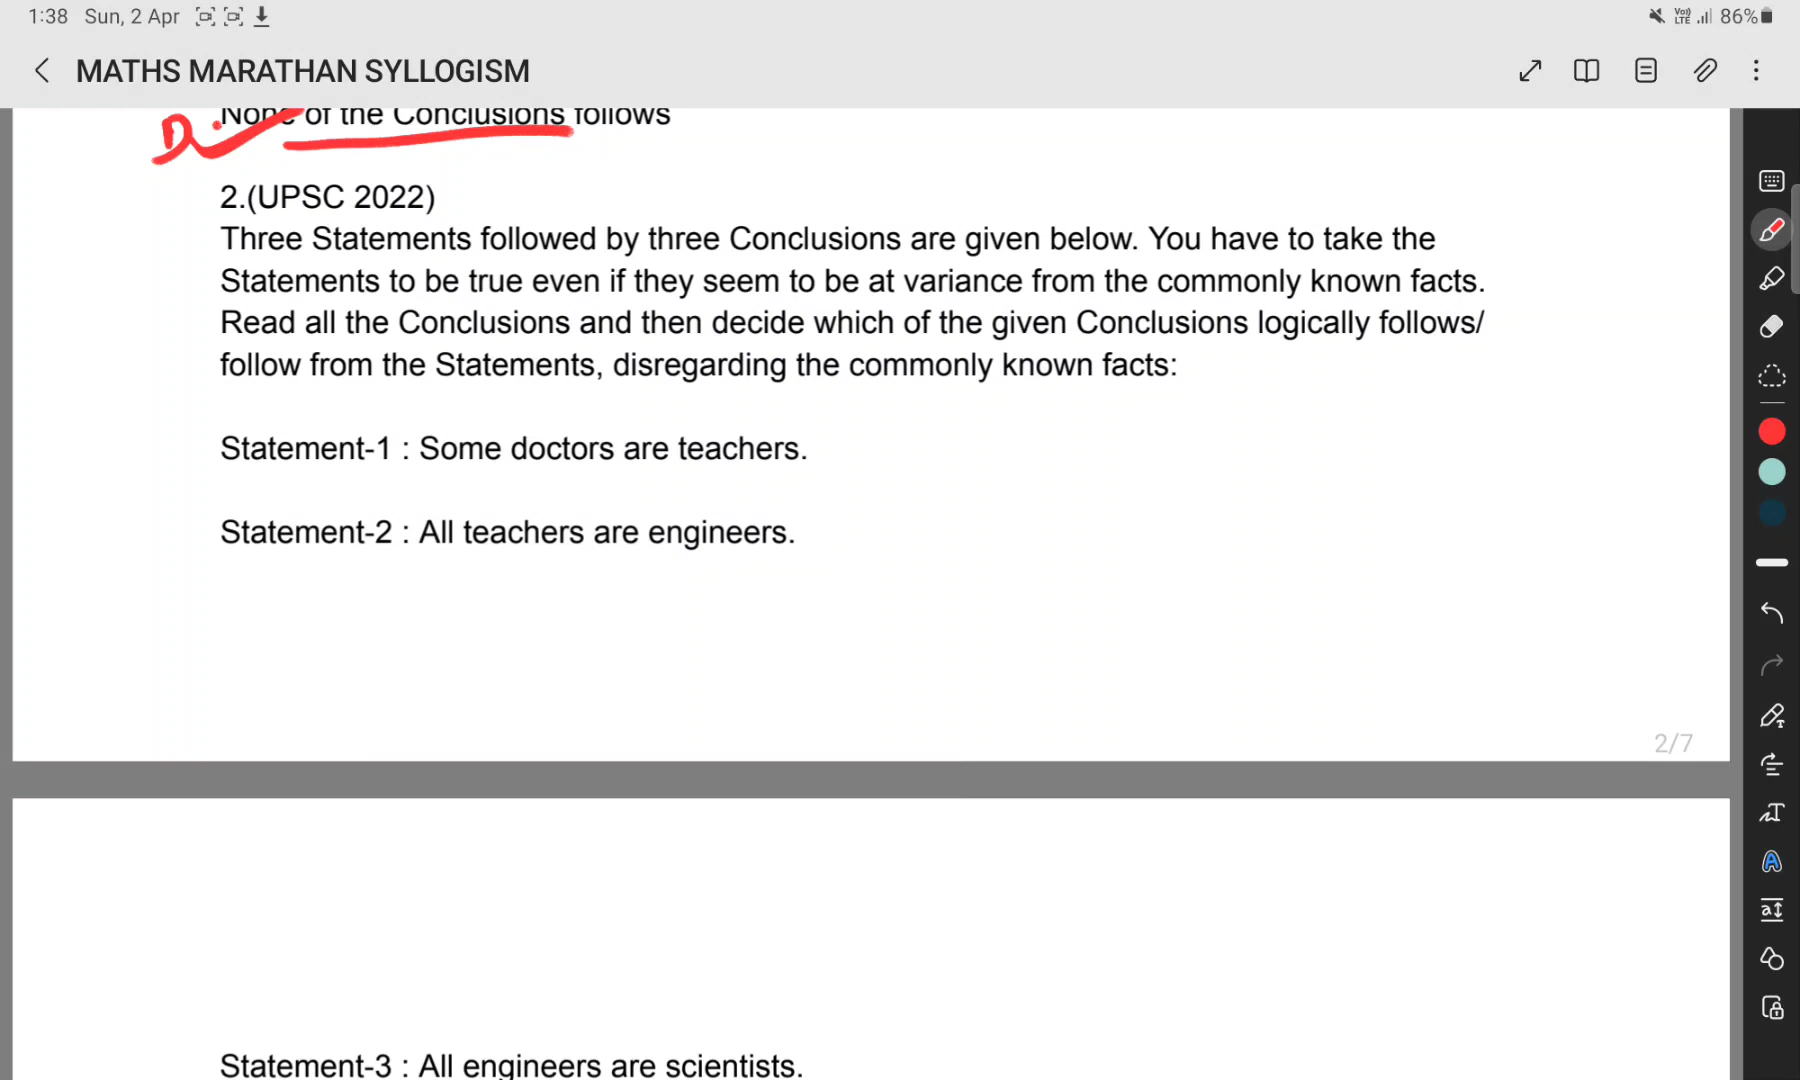 1:38 Sun, 2 Apr
Vo)) LTE 86%
MATHS MARATHAN SYLLOGISM
D. None of the Conclusions follows
2.(UPSC 2022)
Three Statements followed by three Conclusions are given below. You have to take the
Statements to be true even if they seem to be at variance from the commonly known facts.
Read all the Conclusions and then decide which of the given Conclusions logically follows/
follow from the Statements, disregarding the commonly known facts:
Statement-1 : Some doctors are teachers.
Statement-2 : All teachers are engineers.
2/7
Statement-3 : All engineers are scientists.